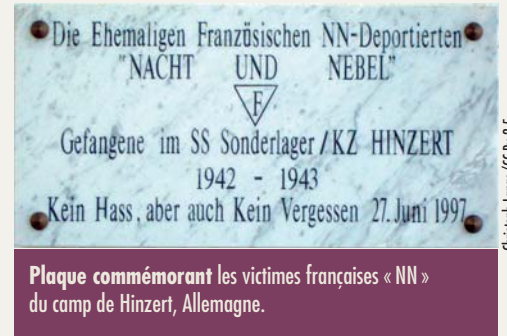 Die Ehemaligen Französischen NN-Deportierten
"NACHT UND NEBEL"
F
Gefangene im SS Sonderlager/KZ HINZERT
1942 - 1943
Kein Hass, aber auch Kein Vergessen 27. Juni 1997
Plaque commémorant les victimes françaises « NN »
du camp de Hinzert, Allemagne.